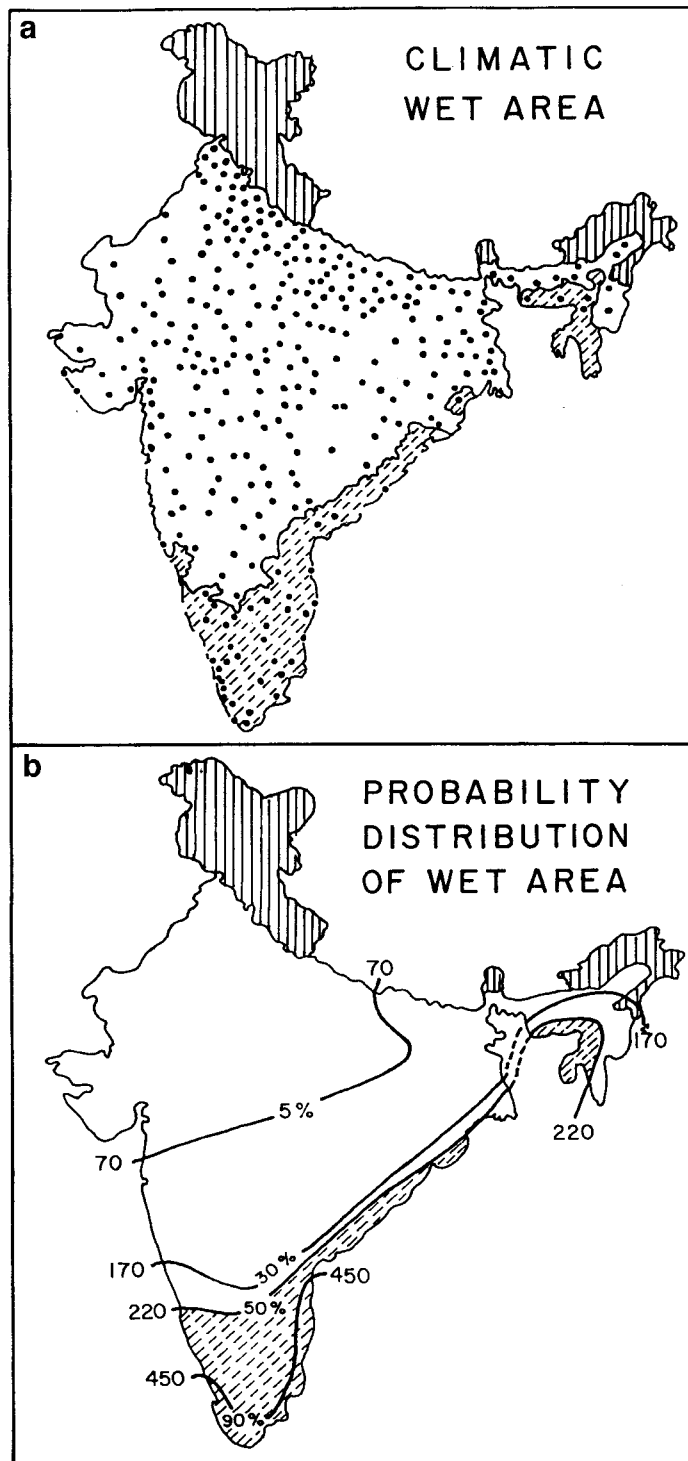 a
CLIMATIC
WET AREA
b
PROBABILITY
DISTRIBUTION
OF WET AREA
70
170
5%
220
70
170
30%
450
220
50%
450
90%